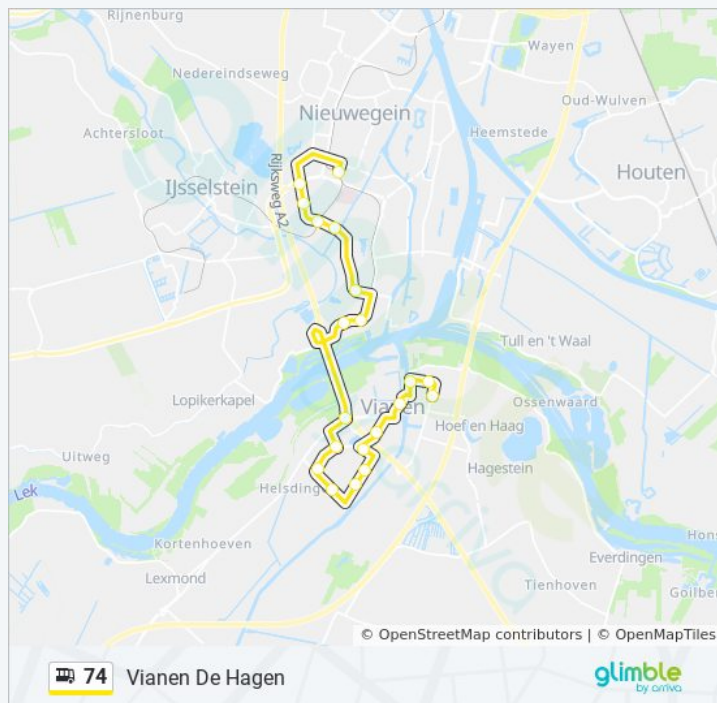 Rijnenburg
Wayen
Nedereindseweg
Oud-Wulven
Nieuwegein
Achtersloot
Heemstede
Rijksweg A2
IJsselstein
Houten
Tull en 't Waal
Lopikerkapel
Vianen
Ossenwaard
Hoef en Haag
Uitweg
Hagestein
Helsding
Lek
Kortenhoeven
Hons
Everdingen
Lexmond
Tienhoven
Goilber
arriva
© OpenStreetMap contributors | © OpenMapTiles
74 Vianen De Hagen
glimble
by arriva